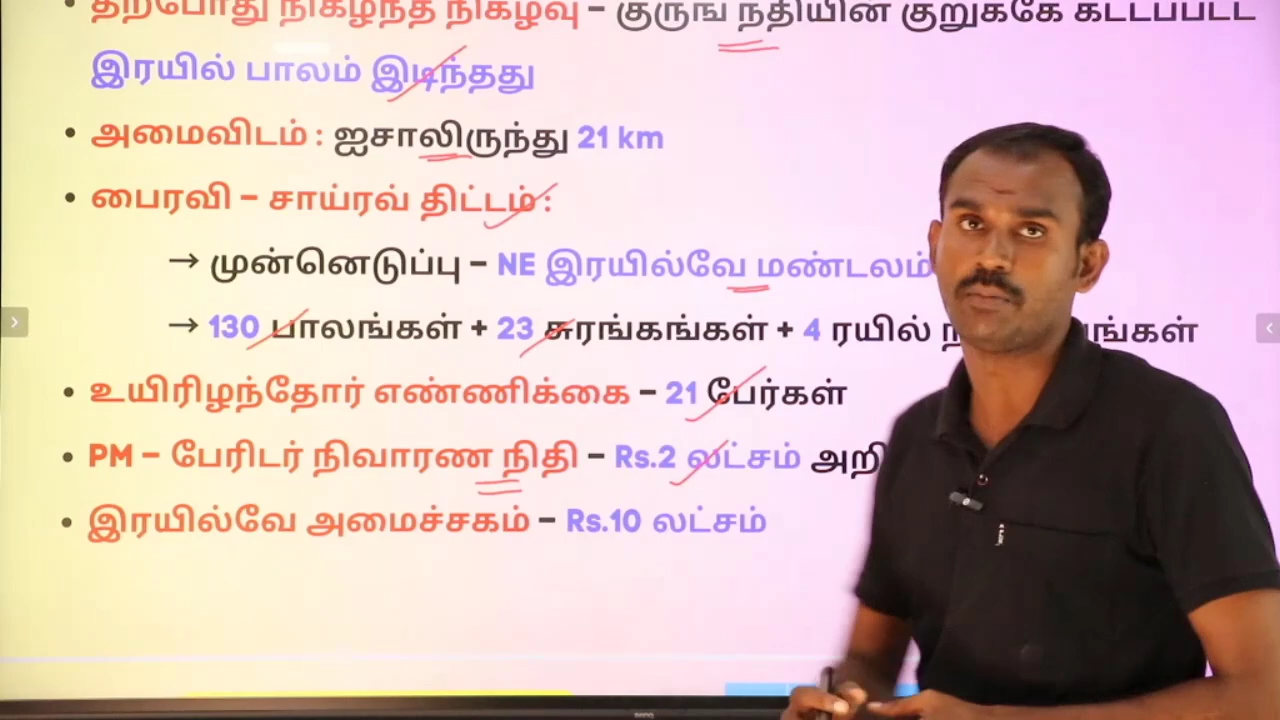 தற்போது நிகழ்ந்த நிகழ்வு – குருங் நதியின் குறுக்கே கட்டப்பட்ட
இரயில் பாலம் இடிந்தது
அமைவிடம் : ஐசாலிருந்து 21 km
பைரவி – சாய்ரவ் திட்டம் :
→ முன்னெடுப்பு – NE இரயில்வே மண்டலம்
→ 130 பாலங்கள் + 23 சுரங்கங்கள் + 4 ரயில்
உயிரிழந்தோர் எண்ணிக்கை – 21 பேர்கள்
PM – பேரிடர் நிவாரண நிதி – Rs.2 லட்சம்
இரயில்வே அமைச்சகம் – Rs.10 லட்சம்